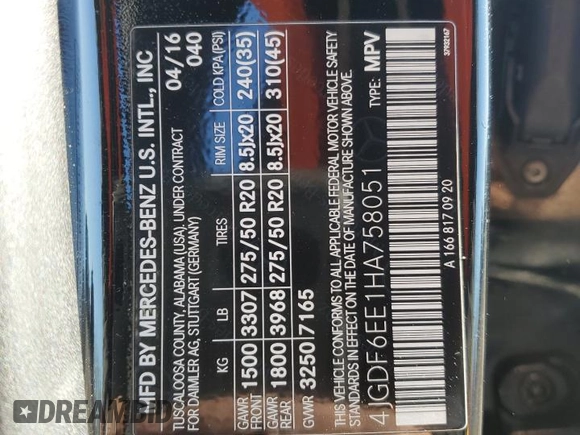 MFD BY MERCEDES-BENZ U.S. INTL., INC
TUSCALOOSA COUNTY, ALABAMA (USA), UNDER CONTRACT 04/16
FOR DAIMLER AG, STUTTGART (GERMANY) 040
KG LB TIRES RIM SIZE COLD KPA(PSI)
GAWR FRONT 1500 3307 275/50 R20 8.5Jx20 240(35)
GAWR REAR 1800 3968 275/50 R20 8.5Jx20 310(45)
GVWR 3250 7165
THIS VEHICLE CONFORMS TO ALL APPLICABLE FEDERAL MOTOR VEHICLE SAFETY
STANDARDS IN EFFECT ON THE DATE OF MANUFACTURE SHOWN ABOVE.
4JGDF6EE1HA758051 TYPE: MPV
A 166 817 09 20
37932167
DREAMBID